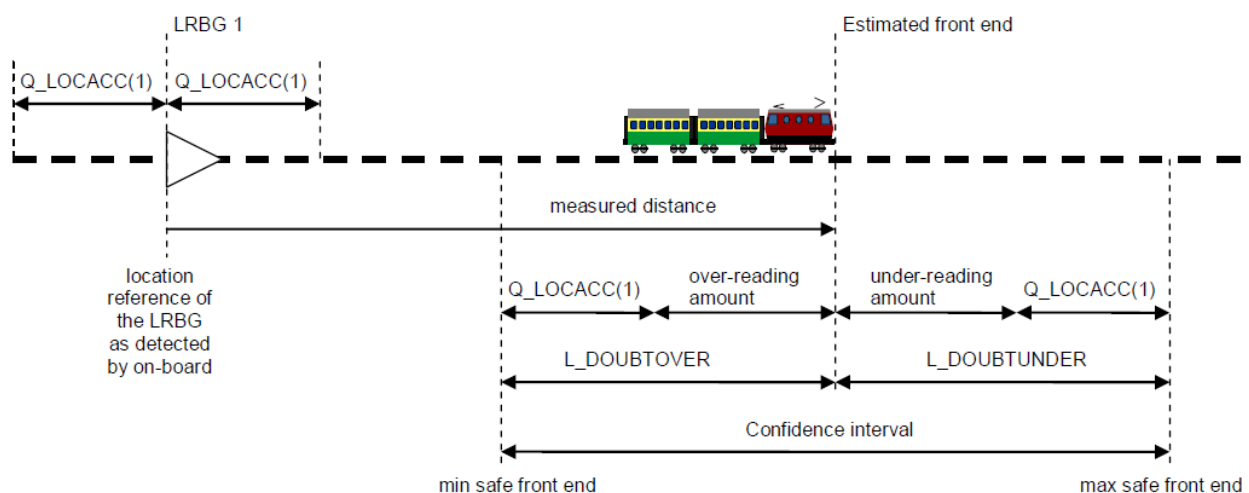 LRBG 1
Estimated front end
Q_LOCACC(1)
Q_LOCACC(1)
measured distance
location
reference of
the LRBG
as detected
by on-board
Q_LOCACC(1)
over-reading
amount
under-reading
amount
Q_LOCACC(1)
L_DOUBTOVER
L_DOUBTUNDER
Confidence interval
min safe front end
max safe front end